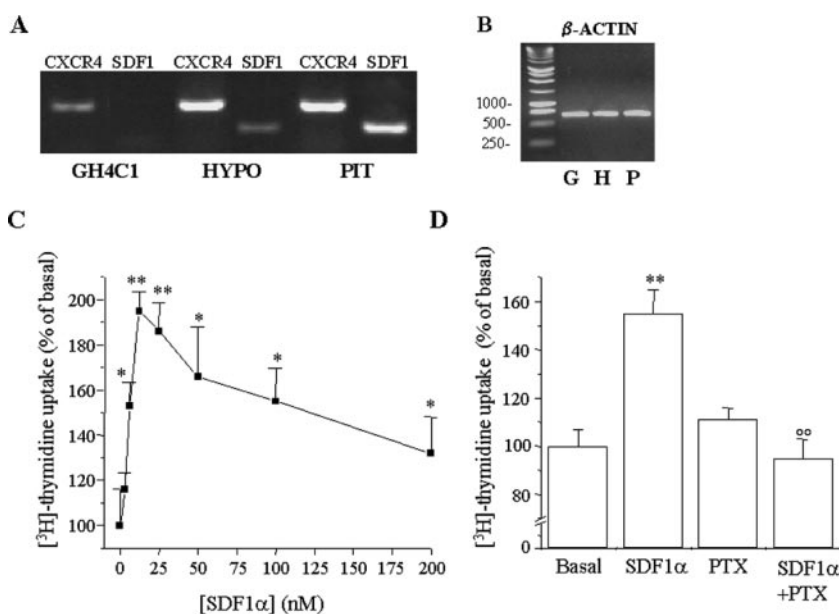 A
CXCR4 SDF1 CXCR4 SDF1 CXCR4 SDF1
GH4C1 HYPO PIT
B
β-ACTIN
1000-
500-
250-
G H P
C
[³H]-thymidine uptake (% of basal)
200
180
160
140
120
100
* ** ** * * *
0 25 50 75 100 125 150 175 200
[SDF1α] (nM)
D
[³H]-thymidine uptake (% of basal)
160
140
120
100
80
0
**
°°
Basal SDF1α PTX SDF1α
+PTX